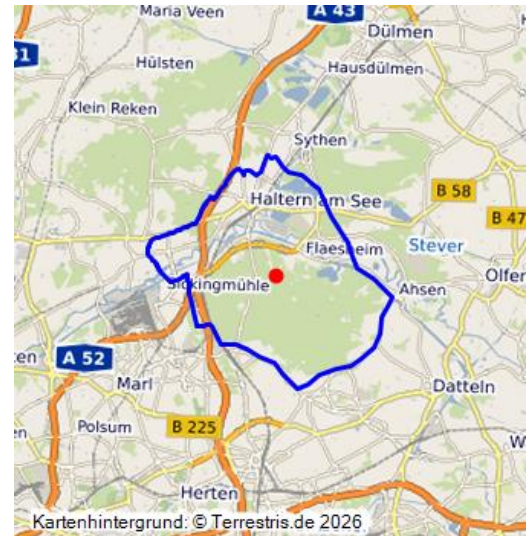 Maria Veen
A 43
Dülmen
31
Hülsten
Hausdülmen
Klein Reken
Sythen
B 58
Haltern am See
B 47
Flaesheim
Stever
Sickingmühle
Ahsen
Olfen
A 52
Marl
Datteln
Polsum
B 225
W
Herten
Kartenhintergrund: © Terrestris.de 2026